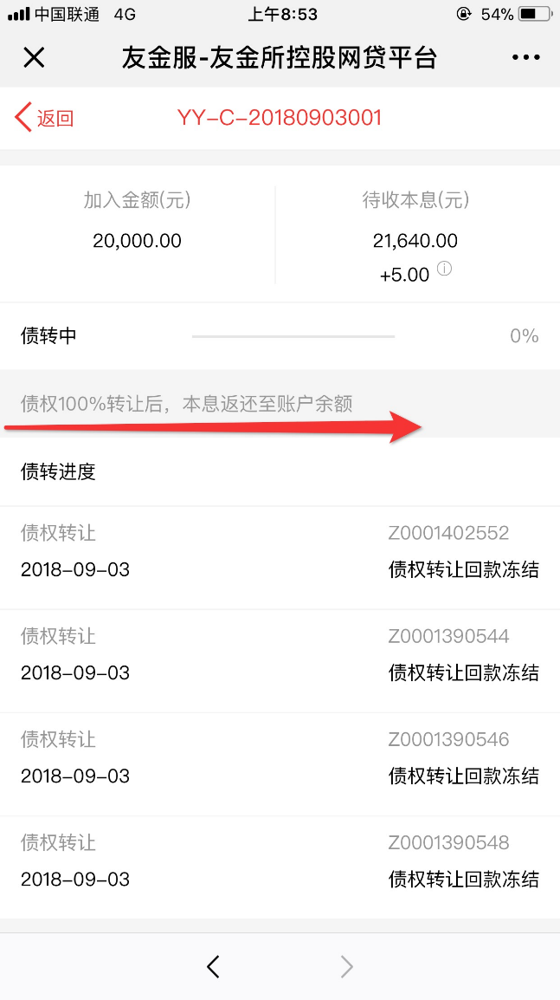 中国联通 4G 上午8:53 54%
友金服-友金所控股网贷平台
返回 YY-C-20180903001
加入金额(元) 待收本息(元)
20,000.00 21,640.00
+5.00
债转中 0%
债权100%转让后，本息返还至账户余额
债转进度
债权转让 Z0001402552
2018-09-03 债权转让回款冻结
债权转让 Z0001390544
2018-09-03 债权转让回款冻结
债权转让 Z0001390546
2018-09-03 债权转让回款冻结
债权转让 Z0001390548
2018-09-03 债权转让回款冻结